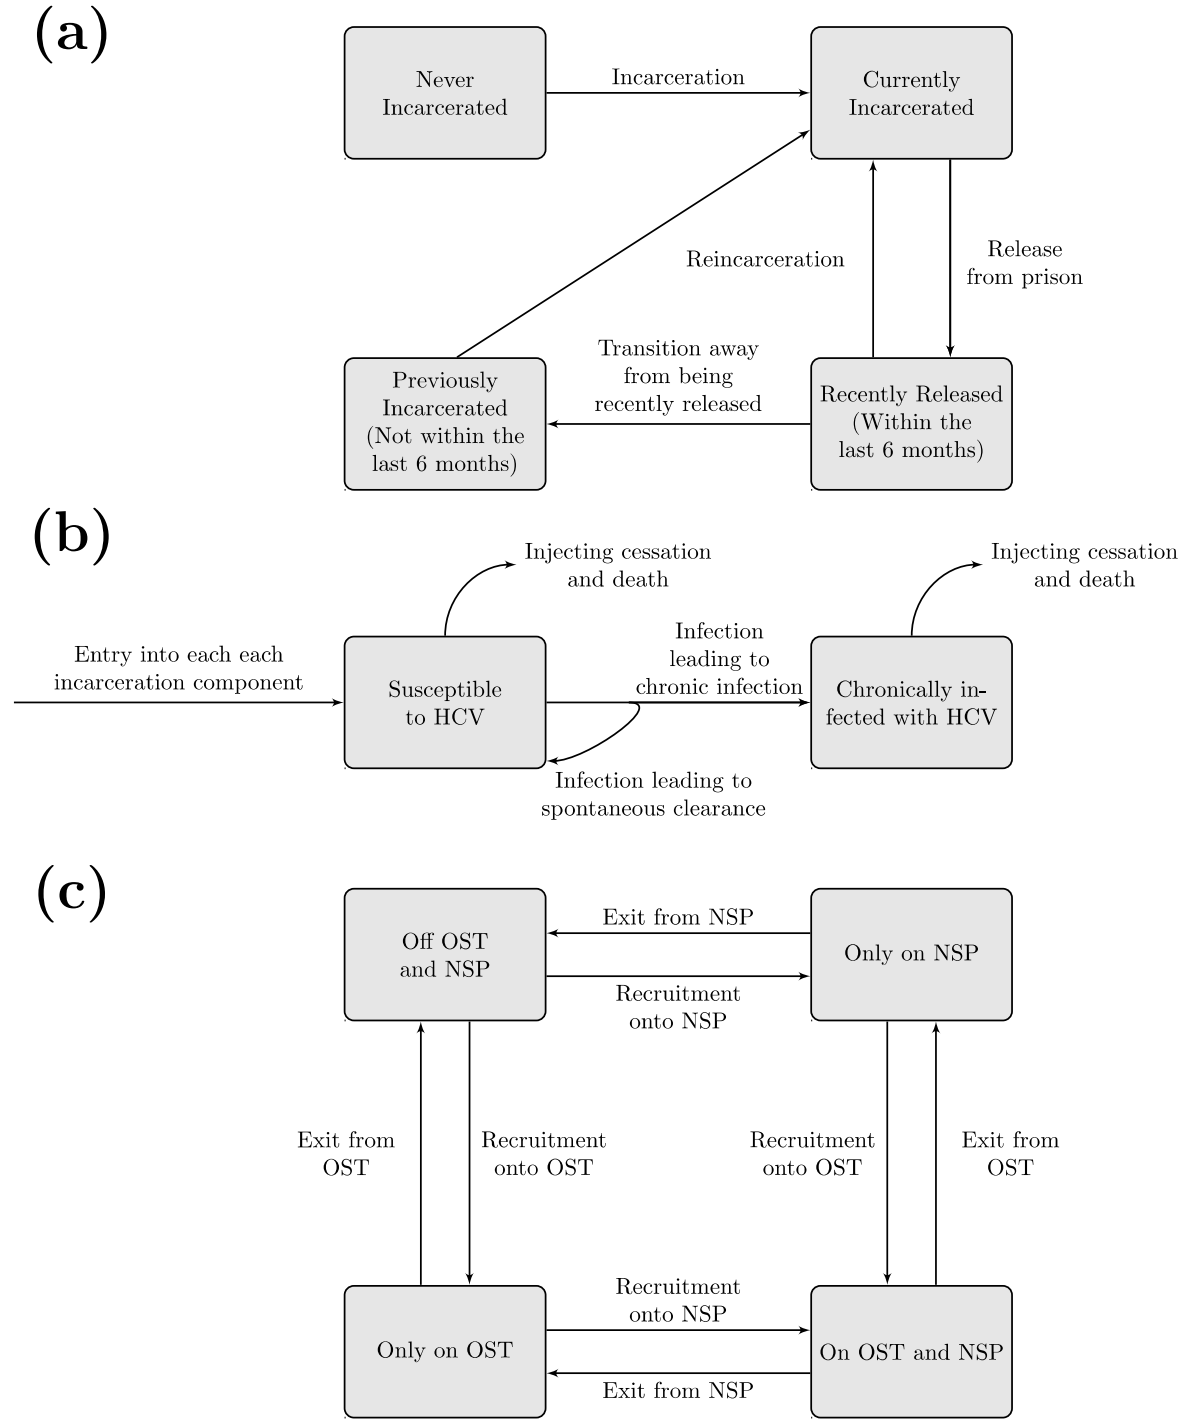 (a)
Never
Incarcerated
Incarceration
Currently
Incarcerated
Reincarceration
Release
from prison
Transition away
from being
recently released
Previously
Incarcerated
(Not within the
last 6 months)
Recently Released
(Within the
last 6 months)
(b)
Injecting cessation
and death
Injecting cessation
and death
Entry into each each
incarceration component
Susceptible
to HCV
Infection
leading to
chronic infection
Chronically in-
fected with HCV
Infection leading to
spontaneous clearance
(c)
Off OST
and NSP
Exit from NSP
Recruitment
onto NSP
Only on NSP
Exit from
OST
Recruitment
onto OST
Recruitment
onto OST
Exit from
OST
Only on OST
Recruitment
onto NSP
Exit from NSP
On OST and NSP